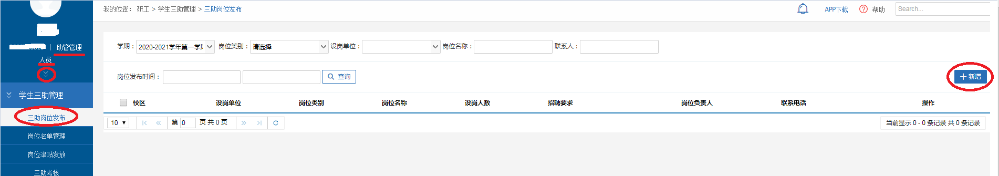 我的位置： 研工 > 学生三助管理 > 三助岗位发布
APP下载 ? 帮助 Search...
| 助管管理
人员
学生三助管理
三助岗位发布
岗位名单管理
岗位津贴发放
三助考核
学期： 2020-2021学年第一学期 岗位类别： 请选择 设岗单位： 岗位名称： 联系人：
岗位发布时间： 查询 新增
校区 设岗单位 岗位类别 岗位名称 设岗人数 招聘要求 岗位负责人 联系电话 操作
10 第 0 页 共 0 页 当前显示 0 - 0 条记录 共 0 条记录